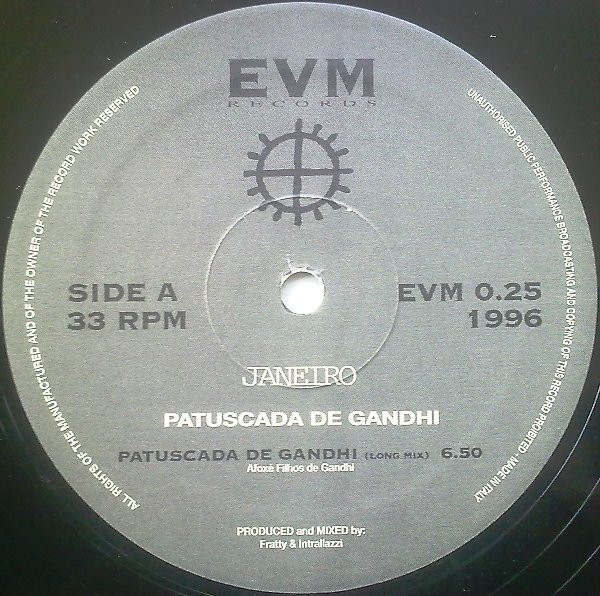 EVM
RECORDS
ALL RIGHTS OF THE MANUFACTURED AND OF THE OWNER OF THE RECORD WORK RESERVED
UNAUTHORISED PUBLIC PERFORMANCE BROADCASTING AND COPYING OF THIS RECORD PROIBITED - MADE IN ITALY
SIDE A
33 RPM
EVM 0.25
1996
JANEIRO
PATUSCADA DE GANDHI
PATUSCADA DE GANDHI (LONG MIX) 6.50
Afoxé Filhos de Gandhi
PRODUCED and MIXED by:
Fratty & Intrallazzi